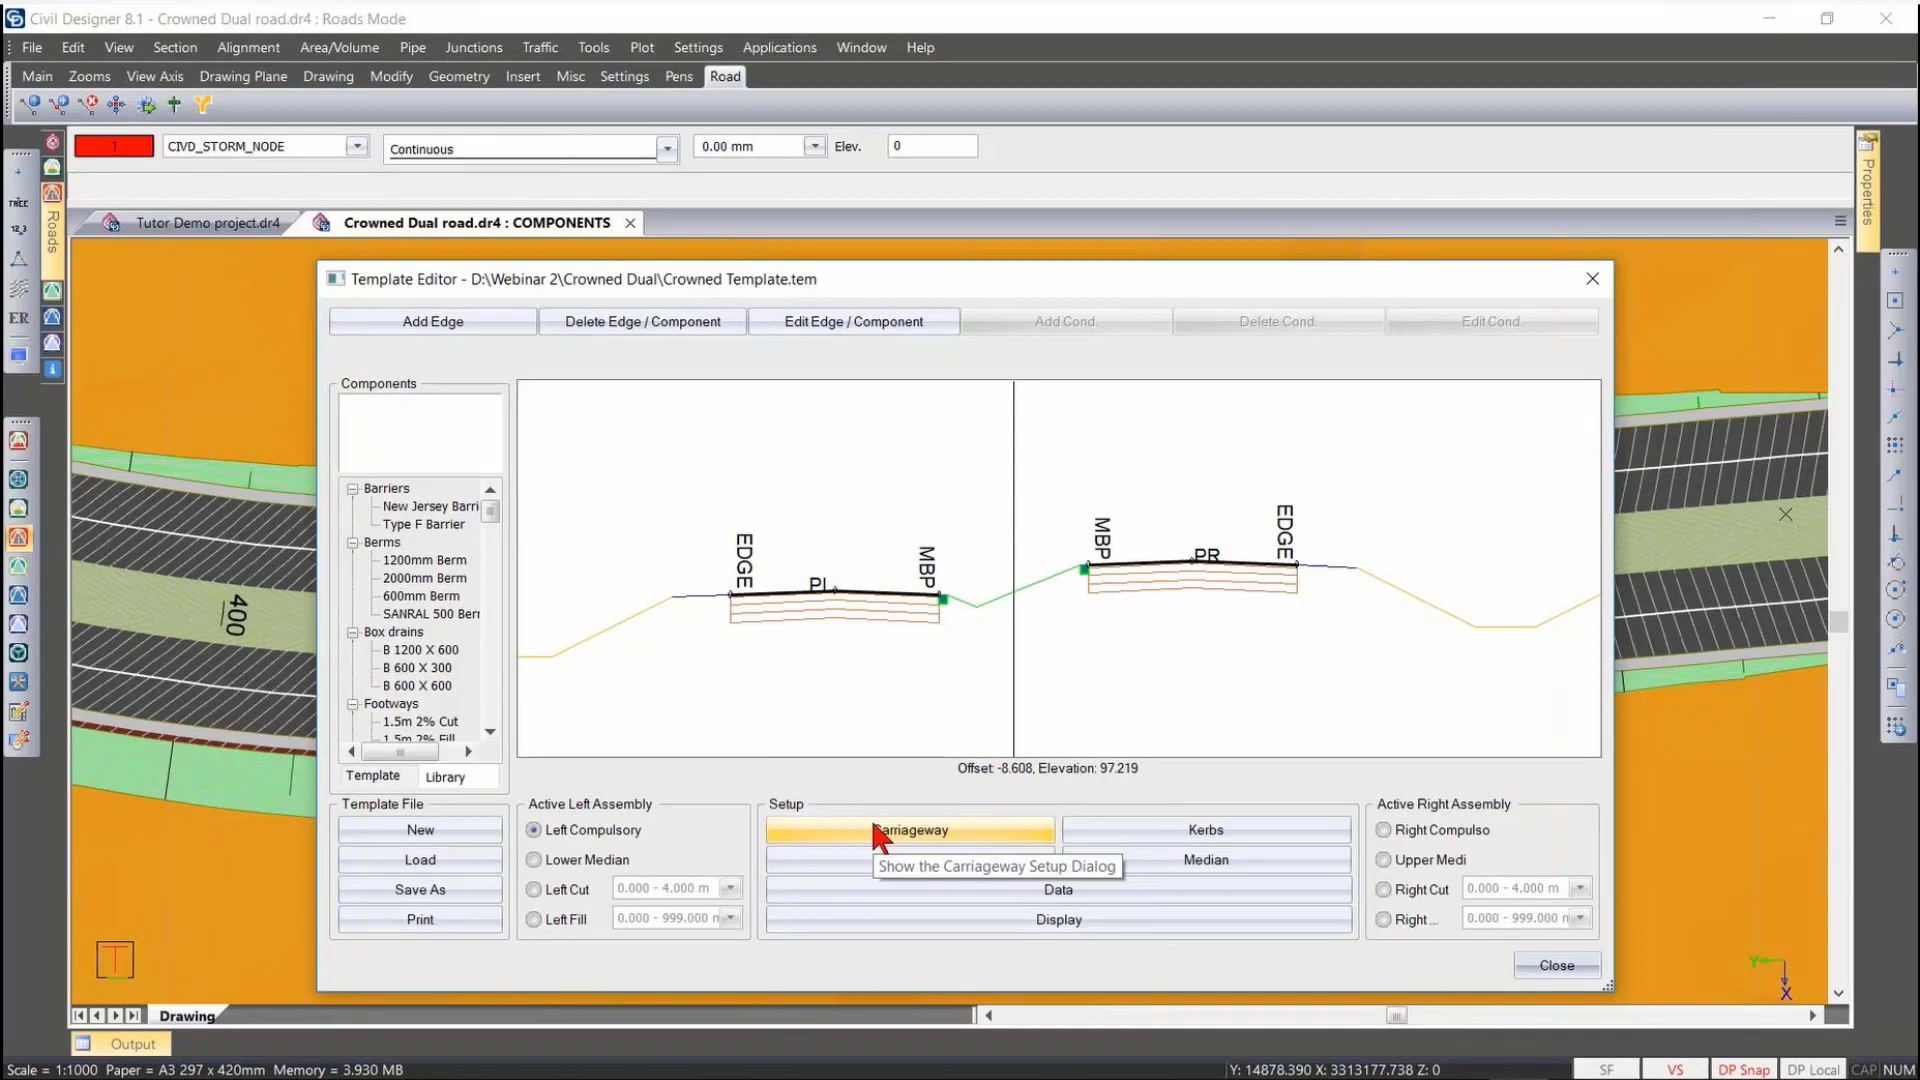 Civil Designer 8.1 - Crowned Dual road.dr4 : Roads Mode
File Edit View Section Alignment Area/Volume Pipe Junctions Traffic Tools Plot Settings Applications Window Help
Main Zooms View Axis Drawing Plane Drawing Modify Geometry Insert Misc Settings Pens Road
1 CIVD_STORM_NODE Continuous 0.00 mm Elev. 0
Properties
TREE
Roads
ER
Tutor Demo project.dr4 Crowned Dual road.dr4 : COMPONENTS
Template Editor - D:\Webinar 2\Crowned Dual\Crowned Template.tem
Add Edge Delete Edge / Component Edit Edge / Component Add Cond. Delete Cond. Edit Cond.
Components
Barriers
New Jersey Barri
Type F Barrier
Berms
1200mm Berm
2000mm Berm
600mm Berm
SANRAL 500 Berr
Box drains
B 1200 X 600
B 600 X 300
B 600 X 600
Footways
1.5m 2% Cut
1.5m 2% Fill
Template Library
EDGE PL MBP MBP PR EDGE
400
Offset: -8.608, Elevation: 97.219
Template File
New
Load
Save As
Print
Active Left Assembly
Left Compulsory
Lower Median
Left Cut 0.000 - 4.000 m
Left Fill 0.000 - 999.000 m
Setup
Carriageway Kerbs
Median
Show the Carriageway Setup Dialog
Data
Display
Active Right Assembly
Right Compulso
Upper Medi
Right Cut 0.000 - 4.000 m
Right ... 0.000 - 999.000 m
Close
T
Y
X
Drawing
Output
Scale = 1:1000 Paper = A3 297 x 420mm Memory = 3.930 MB
Y: 14878.390 X: 3313177.738 Z: 0 SF VS DP Snap DP Local CAP NUM